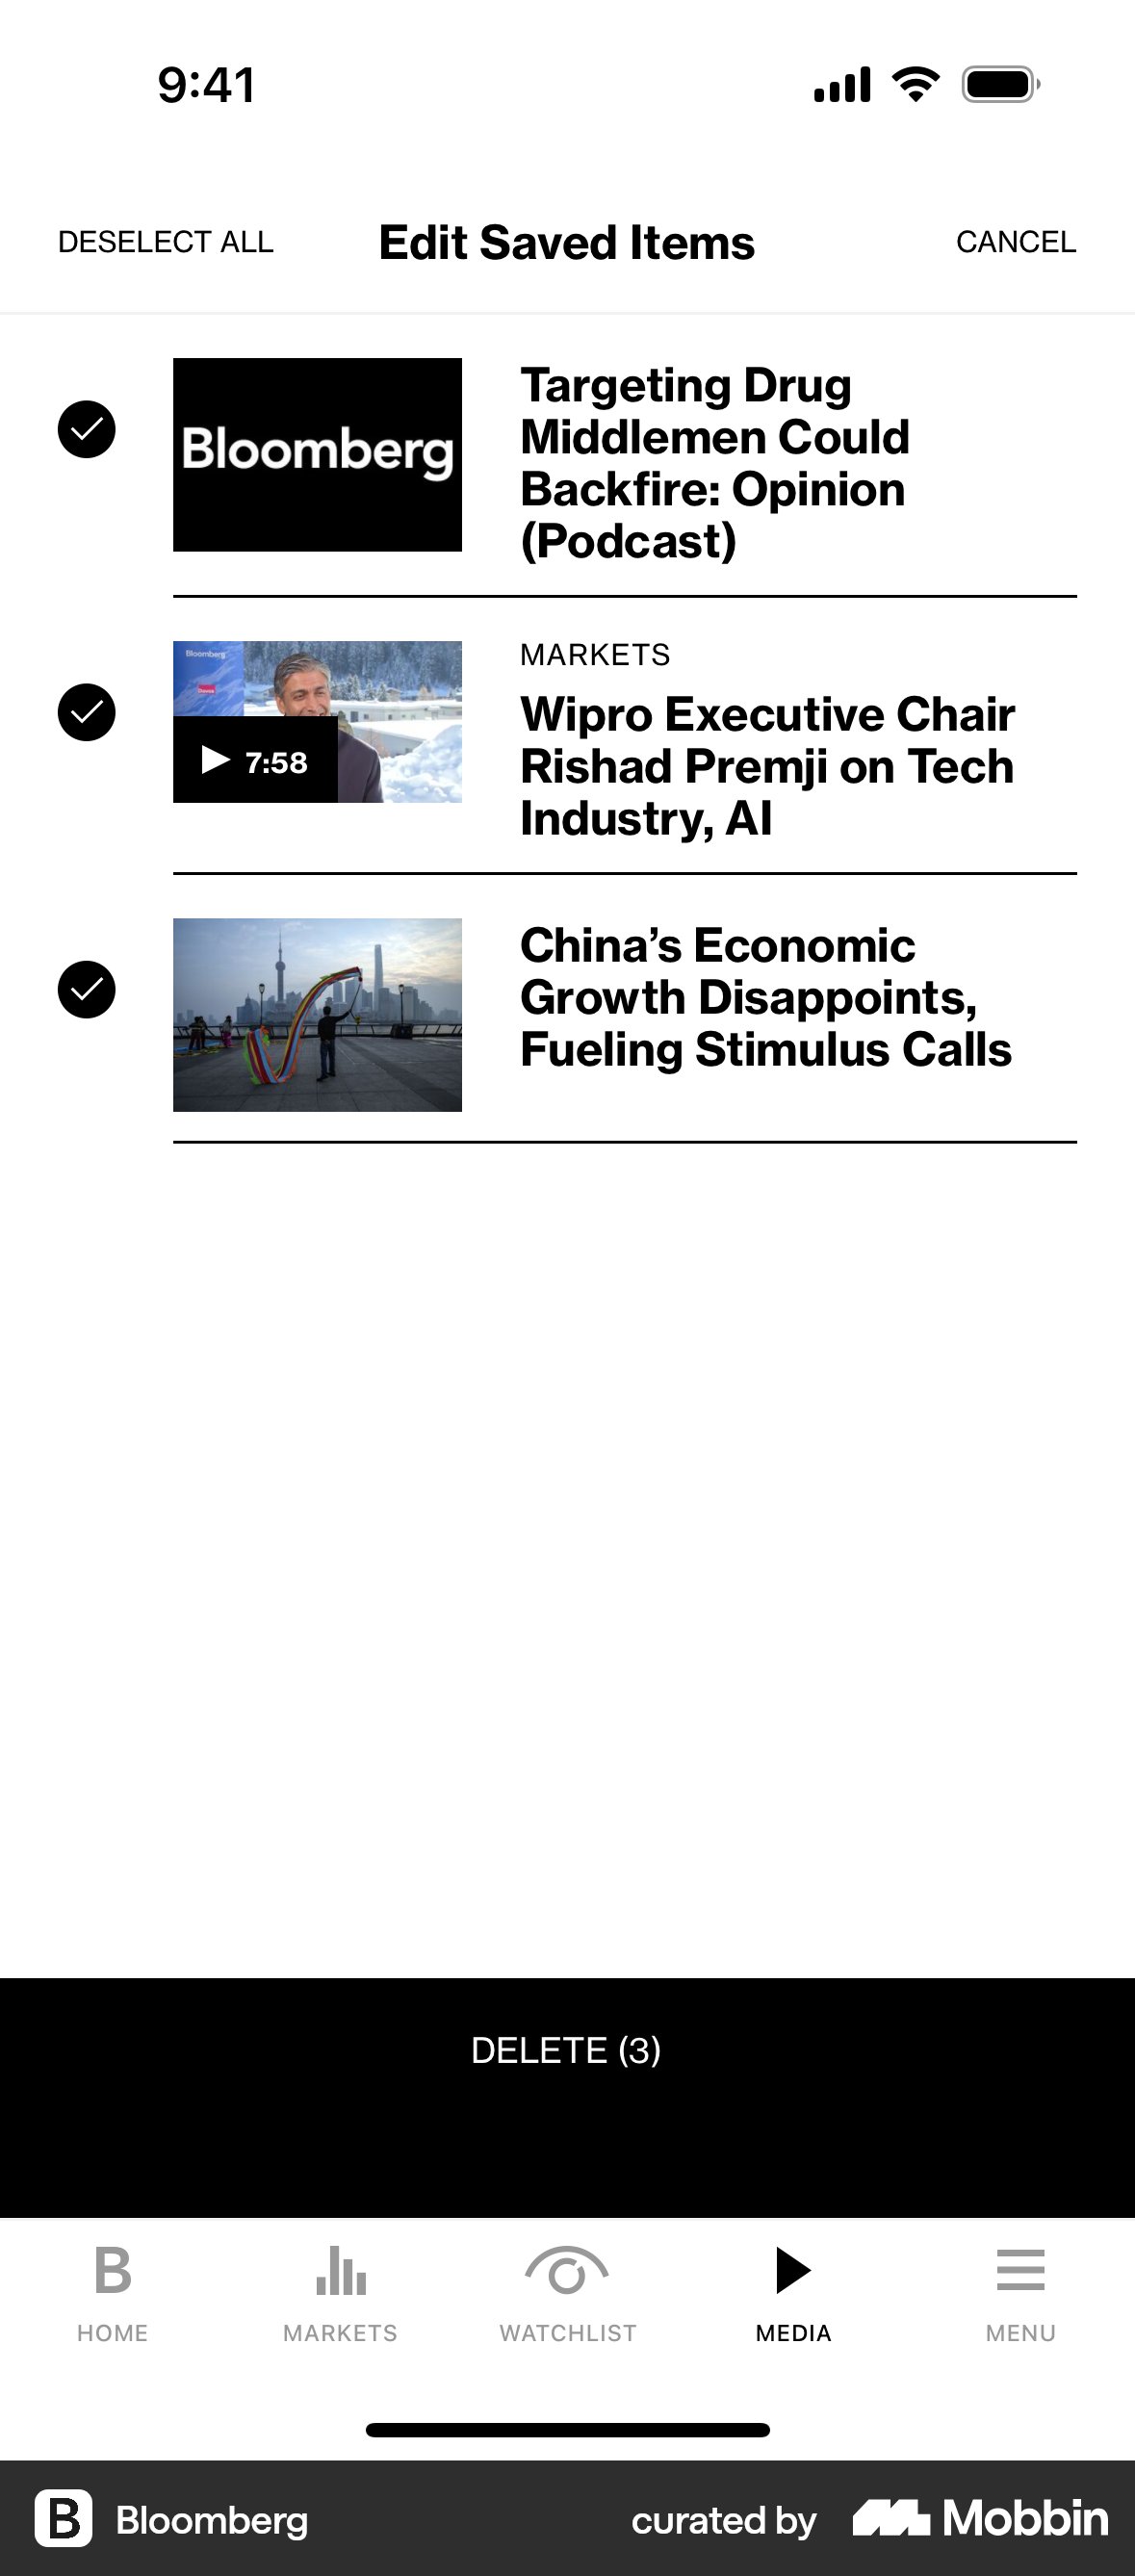 9:41
DESELECT ALL
Edit Saved Items
CANCEL
Bloomberg
Targeting Drug
Middlemen Could
Backfire: Opinion
(Podcast)
Bloomberg
7:58
MARKETS
Wipro Executive Chair
Rishad Premji on Tech
Industry, AI
China’s Economic
Growth Disappoints,
Fueling Stimulus Calls
DELETE (3)
B
HOME
MARKETS
WATCHLIST
MEDIA
MENU
B Bloomberg
curated by Mobbin